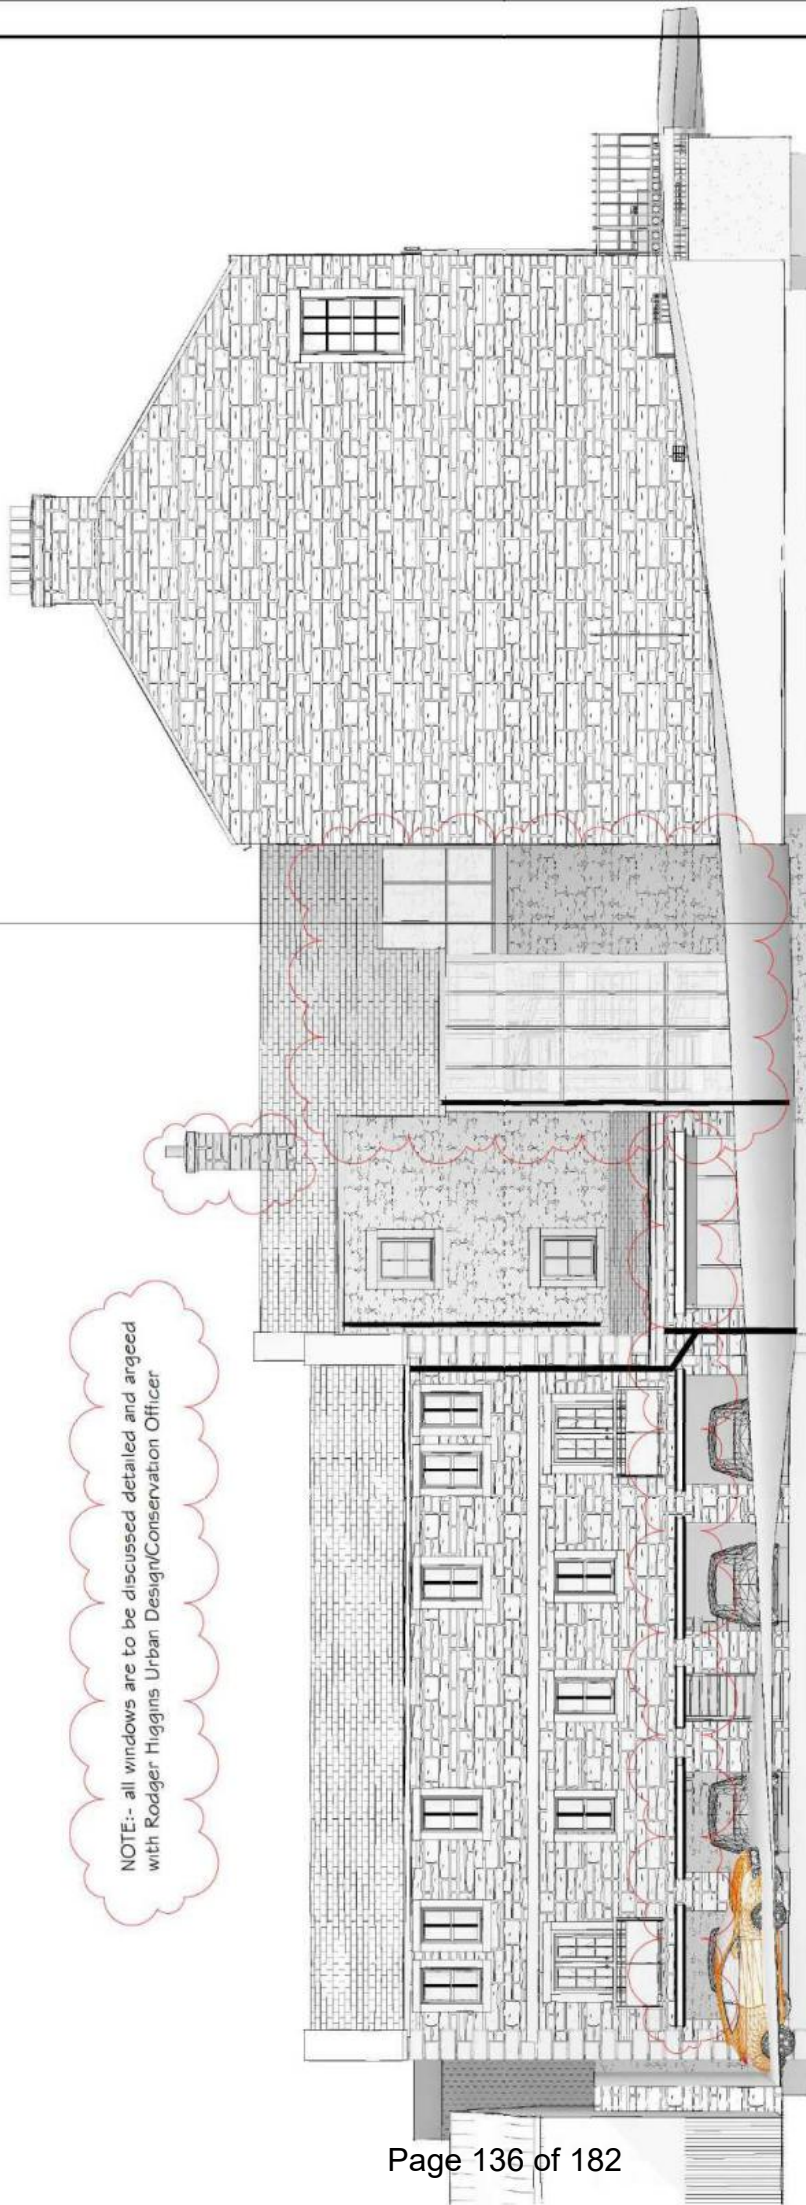 NOTE:- all windows are to be discussed detailed and argeed
with Rodger Higgins Urban Design/Conservation Officer
Page 136 of 182